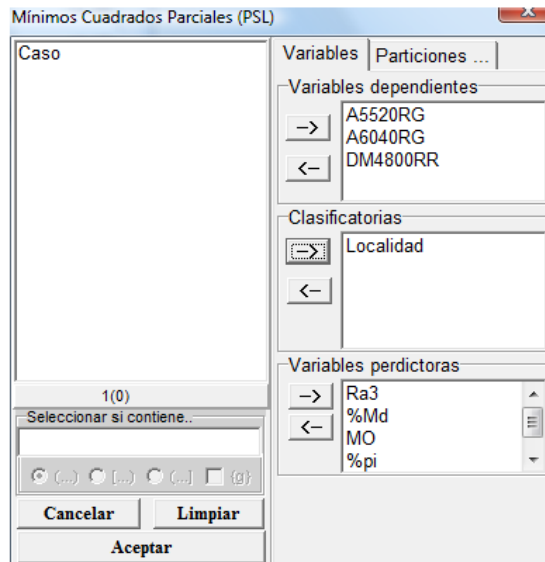 Mínimos Cuadrados Parciales (PSL)
Caso
1(0)
Seleccionar si contiene..
(...)  [...)  (...]  {g}
Cancelar Limpiar
Aceptar
Variables Particiones ...
Variables dependientes
-->
<--
A5520RG
A6040RG
DM4800RR
Clasificatorias
-->
<--
Localidad
Variables perdictoras
-->
<--
Ra3
%Md
MO
%pi